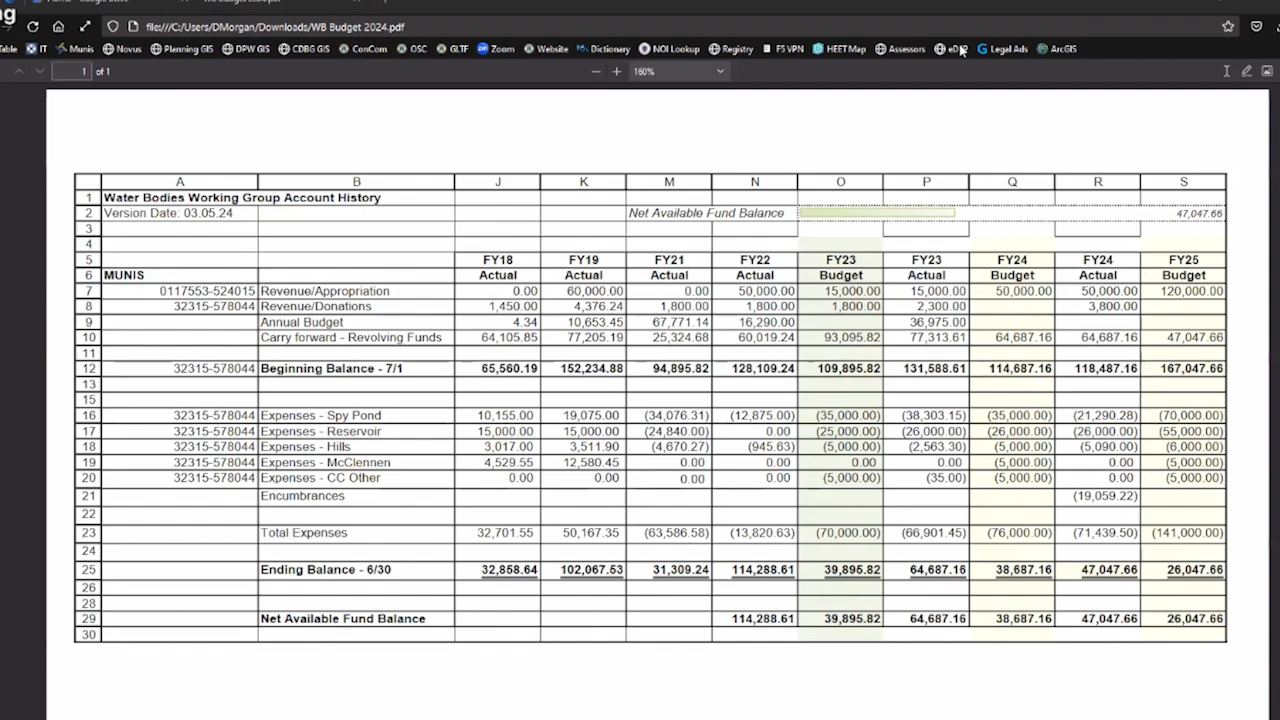 ng
file:///C:/Users/DMorgan/Downloads/WB Budget 2024.pdf
Table IT Munis Novus Planning GIS DPW GIS CDBG GIS ConCom OSC GLTF Zoom Website Dictionary NOI Lookup Registry F5 VPN HEET Map Assessors Legal Ads ArcGIS
1 of 1 160%
A B J K M N O P Q R S
1 Water Bodies Working Group Account History
2 Version Date: 03.05.24 Net Available Fund Balance 47,047.66
3
4
5 FY18 FY19 FY21 FY22 FY23 FY23 FY24 FY24 FY25
6 MUNIS Actual Actual Actual Actual Budget Actual Budget Actual Budget
7 0117553-524015 Revenue/Appropriation 0.00 60,000.00 0.00 50,000.00 15,000.00 15,000.00 50,000.00 50,000.00 120,000.00
8 32315-578044 Revenue/Donations 1,450.00 4,376.24 1,800.00 1,800.00 1,800.00 2,300.00 3,800.00
9 Annual Budget 4.34 10,653.45 67,771.14 16,290.00 36,975.00
10 Carry forward - Revolving Funds 64,105.85 77,205.19 25,324.68 60,019.24 93,095.82 77,313.61 64,687.16 64,687.16 47,047.66
11
12 32315-578044 Beginning Balance - 7/1 65,560.19 152,234.88 94,895.82 128,109.24 109,895.82 131,588.61 114,687.16 118,487.16 167,047.66
13
15
16 32315-578044 Expenses - Spy Pond 10,155.00 19,075.00 (34,076.31) (12,875.00) (35,000.00) (38,303.15) (35,000.00) (21,290.28) (70,000.00)
17 32315-578044 Expenses - Reservoir 15,000.00 15,000.00 (24,840.00) 0.00 (25,000.00) (26,000.00) (26,000.00) (26,000.00) (55,000.00)
18 32315-578044 Expenses - Hills 3,017.00 3,511.90 (4,670.27) (945.63) (5,000.00) (2,563.30) (5,000.00) (5,090.00) (6,000.00)
19 32315-578044 Expenses - McClennen 4,529.55 12,580.45 0.00 0.00 0.00 0.00 (5,000.00) 0.00 (5,000.00)
20 32315-578044 Expenses - CC Other 0.00 0.00 0.00 0.00 (5,000.00) (35.00) (5,000.00) 0.00 (5,000.00)
21 Encumbrances (19,059.22)
22
23 Total Expenses 32,701.55 50,167.35 (63,586.58) (13,820.63) (70,000.00) (66,901.45) (76,000.00) (71,439.50) (141,000.00)
24
25 Ending Balance - 6/30 32,858.64 102,067.53 31,309.24 114,288.61 39,895.82 64,687.16 38,687.16 47,047.66 26,047.66
26
28
29 Net Available Fund Balance 114,288.61 39,895.82 64,687.16 38,687.16 47,047.66 26,047.66
30